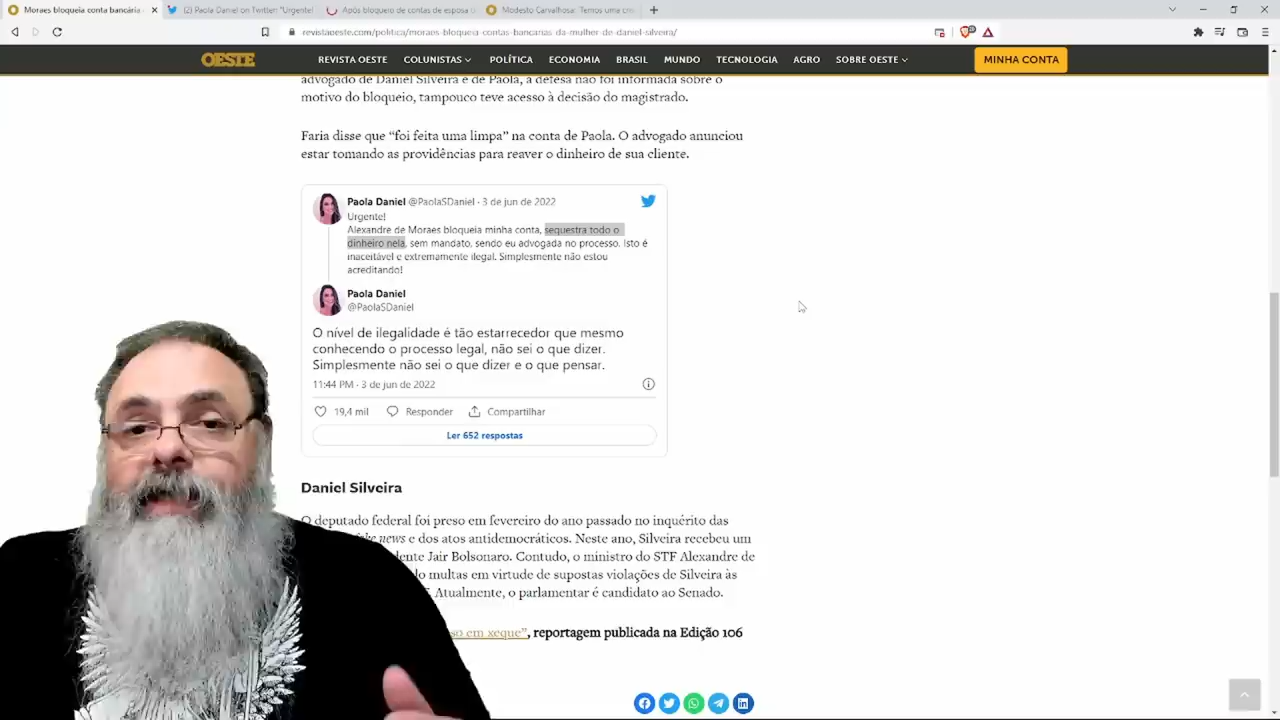 Moraes bloqueia conta bancária
(2) Paola Daniel on Twitter: "Urgente!
Após bloqueio de contas de esposa
Modesto Carvalhosa: Temos uma
revistaoeste.com/politica/moraes-bloqueia-contas-bancarias-da-mulher-de-daniel-silveira/
OESTE
REVISTA OESTE COLUNISTAS POLÍTICA ECONOMIA BRASIL MUNDO TECNOLOGIA AGRO SOBRE OESTE
MINHA CONTA
advogado de Daniel Silveira e de Paola, a defesa não foi informada sobre o
motivo do bloqueio, tampouco teve acesso à decisão do magistrado.
Faria disse que “foi feita uma limpa” na conta de Paola. O advogado anunciou
estar tomando as providências para reaver o dinheiro de sua cliente.
Paola Daniel @PaolaSDaniel · 3 de jun de 2022
Urgente!
Alexandre de Moraes bloqueia minha conta, sequestra todo o
dinheiro nela, sem mandato, sendo eu advogada no processo. Isto é
inaceitável e extremamente ilegal. Simplesmente não estou
acreditando!
Paola Daniel
@PaolaSDaniel
O nível de ilegalidade é tão estarrecedor que mesmo
conhecendo o processo legal, não sei o que dizer.
Simplesmente não sei o que dizer e o que pensar.
11:44 PM · 3 de jun de 2022
19,4 mil Responder Compartilhar
Ler 652 respostas
Daniel Silveira
O deputado federal foi preso em fevereiro do ano passado no inquérito das
news e dos atos antidemocráticos. Neste ano, Silveira recebeu um
Jair Bolsonaro. Contudo, o ministro do STF Alexandre de
multas em virtude de supostas violações de Silveira às
Atualmente, o parlamentar é candidato ao Senado.
em xeque”, reportagem publicada na Edição 106